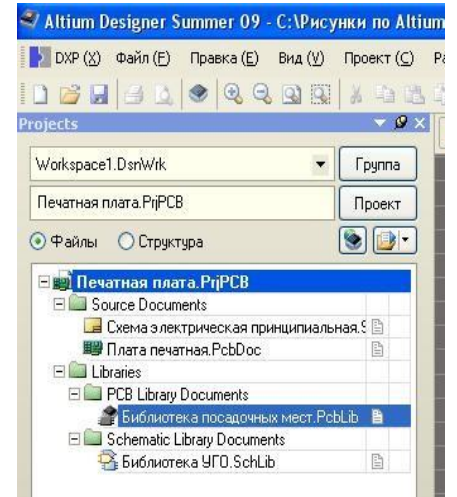 Altium Designer Summer 09 - C:\Рисунки по Altium
DXP (X) Файл (F) Правка (E) Вид (V) Проект (C) Р
Projects
Workspace1.DsnWrk Группа
Печатная плата.PrjPCB Проект
Файлы Структура
Печатная плата.PrjPCB
Source Documents
Схема электрическая принципиальная.S
Плата печатная.PcbDoc
Libraries
PCB Library Documents
Библиотека посадочных мест.PcbLib
Schematic Library Documents
Библиотека УГО.SchLib